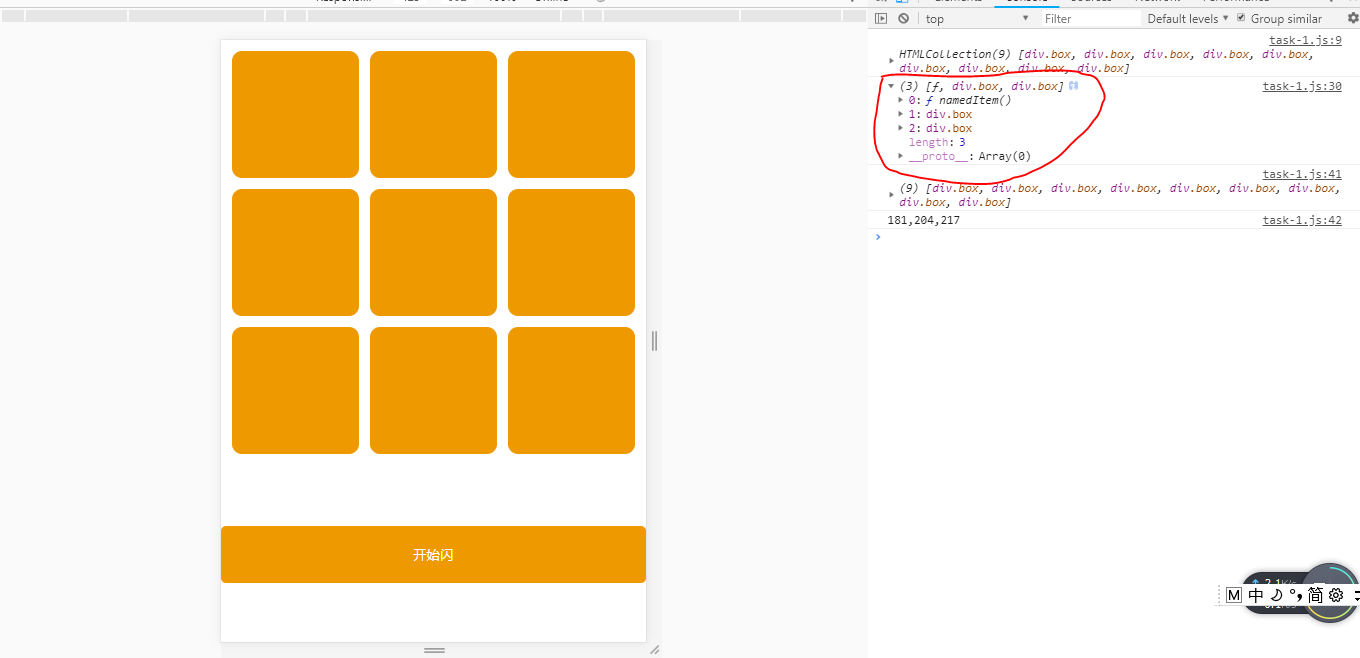 top
Filter
Default levels
Group similar
task-1.js:9
HTMLCollection(9) [div.box, div.box, div.box, div.box, div.box,
div.box, div.box, div.box, div.box]
(3) [ƒ, div.box, div.box]
task-1.js:30
0: ƒ namedItem()
1: div.box
2: div.box
length: 3
__proto__: Array(0)
task-1.js:41
(9) [div.box, div.box, div.box, div.box, div.box, div.box, div.box,
div.box, div.box]
181,204,217
task-1.js:42
开始闪
M 中 简